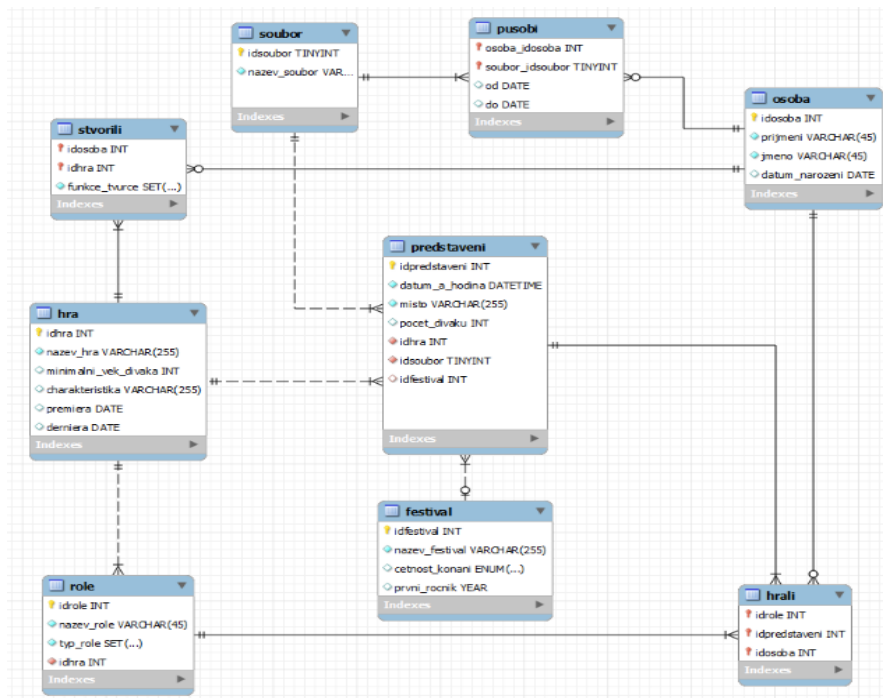 soubor
idsoubor TINYINT
nazev_soubor VAR...
Indexes
pusobi
osoba_idosoba INT
soubor_idsoubor TINYINT
od DATE
do DATE
Indexes
osoba
idosoba INT
prijmeni VARCHAR(45)
jmeno VARCHAR(45)
datum_narozeni DATE
Indexes
stvorili
idosoba INT
idhra INT
funkce_tvurce SET(...)
Indexes
predstaveni
idpredstaveni INT
datum_a_hodina DATETIME
misto VARCHAR(255)
pocet_divaku INT
idhra INT
idsoubor TINYINT
idfestival INT
Indexes
hra
idhra INT
nazev_hra VARCHAR(255)
minimalni_vek_divaka INT
charakteristika VARCHAR(255)
premiera DATE
derniera DATE
Indexes
festival
idfestival INT
nazev_festival VARCHAR(255)
cetnost_konani ENUM(...)
prvni_rocnik YEAR
Indexes
role
idrole INT
nazev_role VARCHAR(45)
typ_role SET(...)
idhra INT
Indexes
hrali
idrole INT
idpredstaveni INT
idosoba INT
Indexes